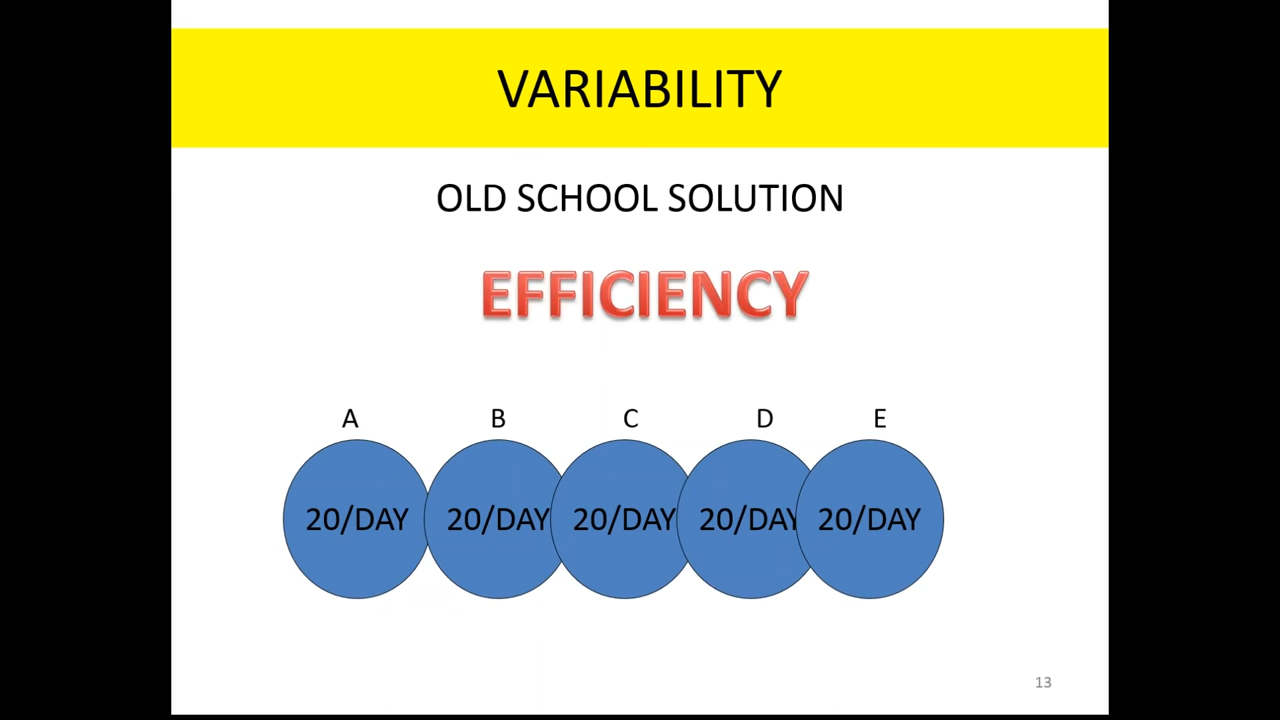 VARIABILITY
OLD SCHOOL SOLUTION
EFFICIENCY
A B C D E
20/DAY 20/DAY 20/DAY 20/DAY 20/DAY
13